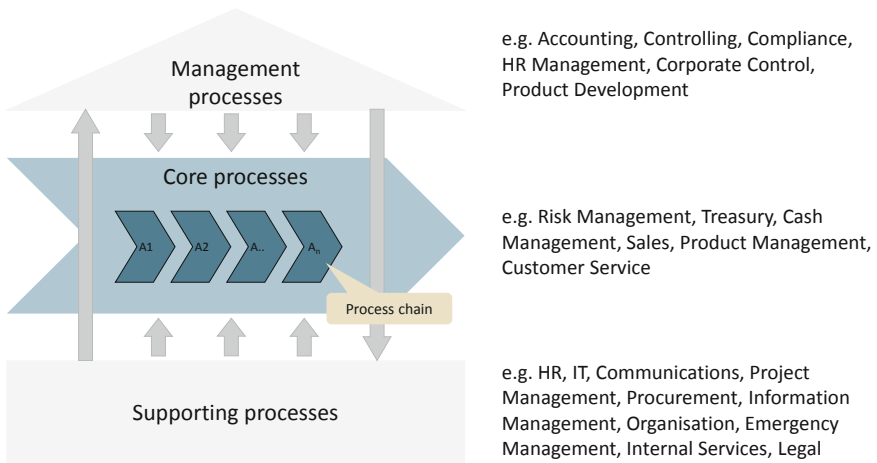 Management
processes
e.g. Accounting, Controlling, Compliance,
HR Management, Corporate Control,
Product Development
Core processes
A1
A2
A..
An
Process chain
e.g. Risk Management, Treasury, Cash
Management, Sales, Product Management,
Customer Service
Supporting processes
e.g. HR, IT, Communications, Project
Management, Procurement, Information
Management, Organisation, Emergency
Management, Internal Services, Legal